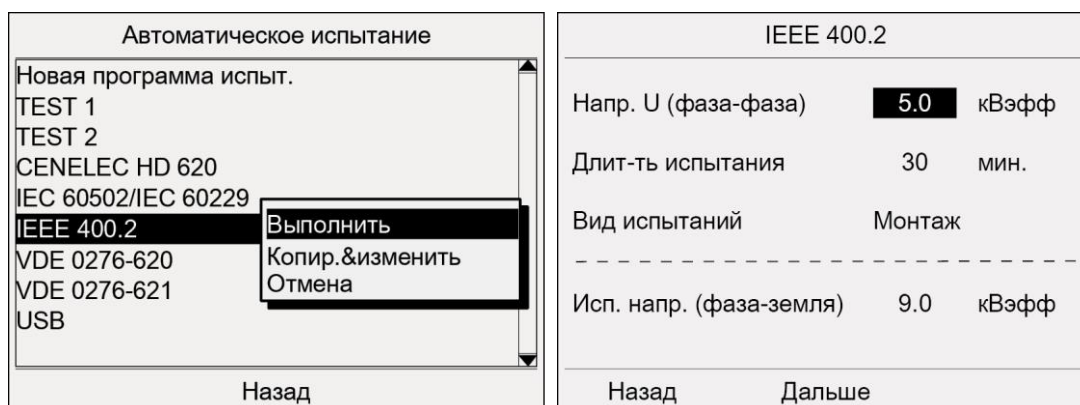 Автоматическое испытание
Новая программа испыт.
TEST 1
TEST 2
CENELEC HD 620
IEC 60502/IEC 60229
IEEE 400.2
Выполнить
Копир.&изменить
Отмена
VDE 0276-620
VDE 0276-621
USB
Назад
IEEE 400.2
Напр. U (фаза-фаза) 5.0 кВэфф
Длит-ть испытания 30 мин.
Вид испытаний Монтаж
Исп. напр. (фаза-земля) 9.0 кВэфф
Назад Дальше